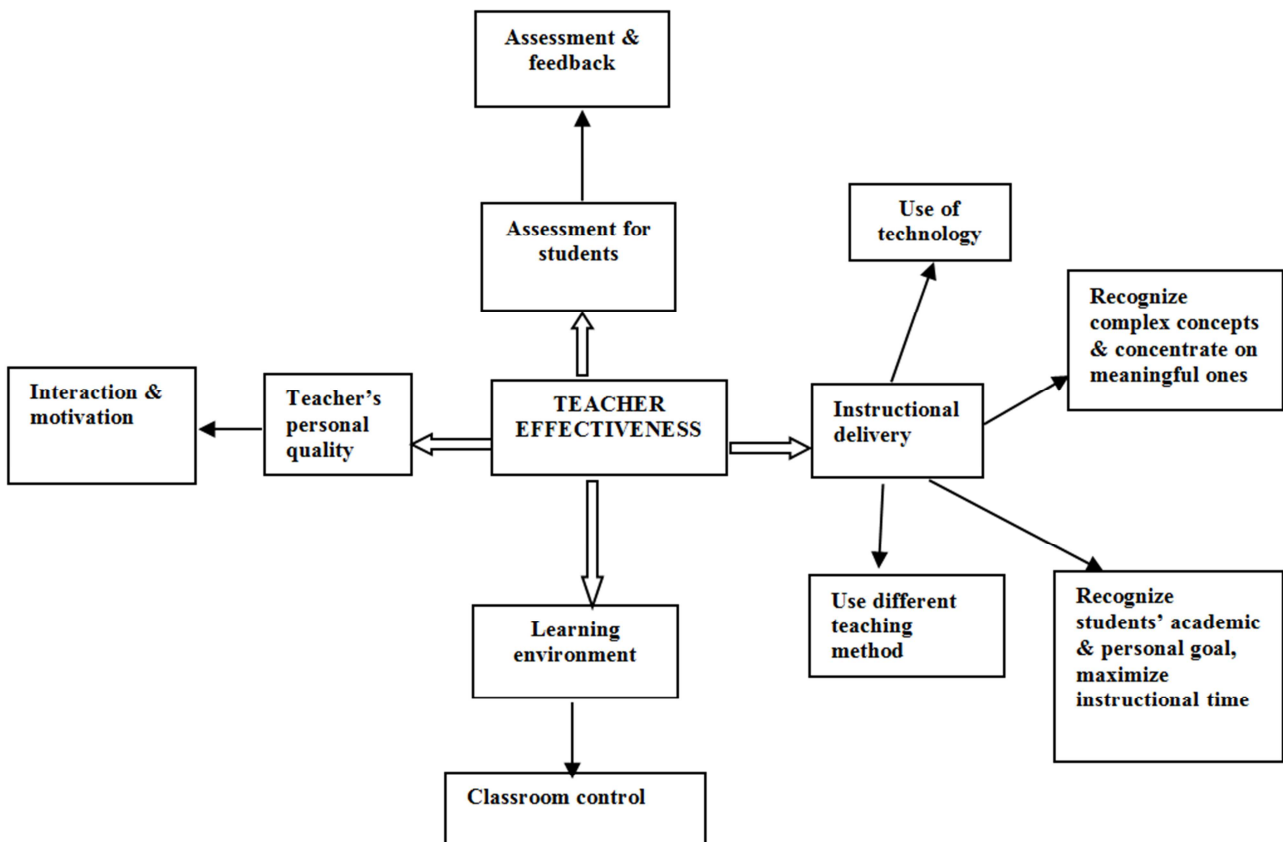 Assessment &
feedback
Assessment for
students
Use of
technology
Recognize
complex concepts
& concentrate on
meaningful ones
Interaction &
motivation
Teacher's
personal
quality
TEACHER
EFFECTIVENESS
Instructional
delivery
Learning
environment
Use different
teaching
method
Recognize
students’ academic
& personal goal,
maximize
instructional time
Classroom control